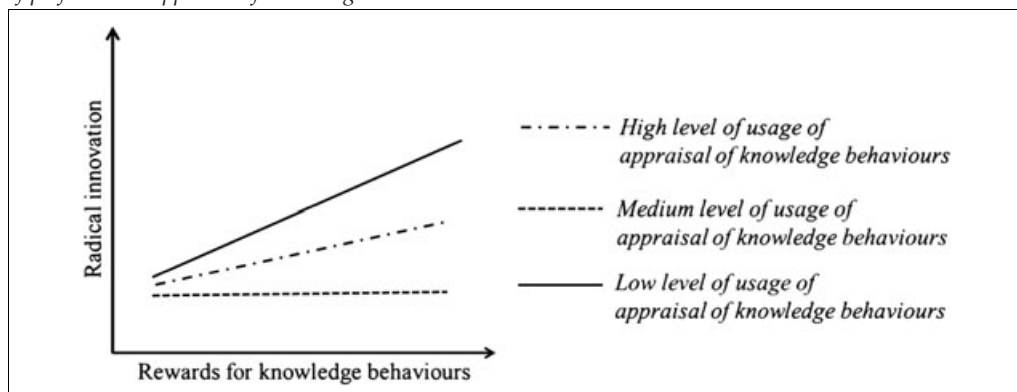 Radical innovation
High level of usage of
appraisal of knowledge behaviours
Medium level of usage of
appraisal of knowledge behaviours
Low level of usage of
appraisal of knowledge behaviours
Rewards for knowledge behaviours